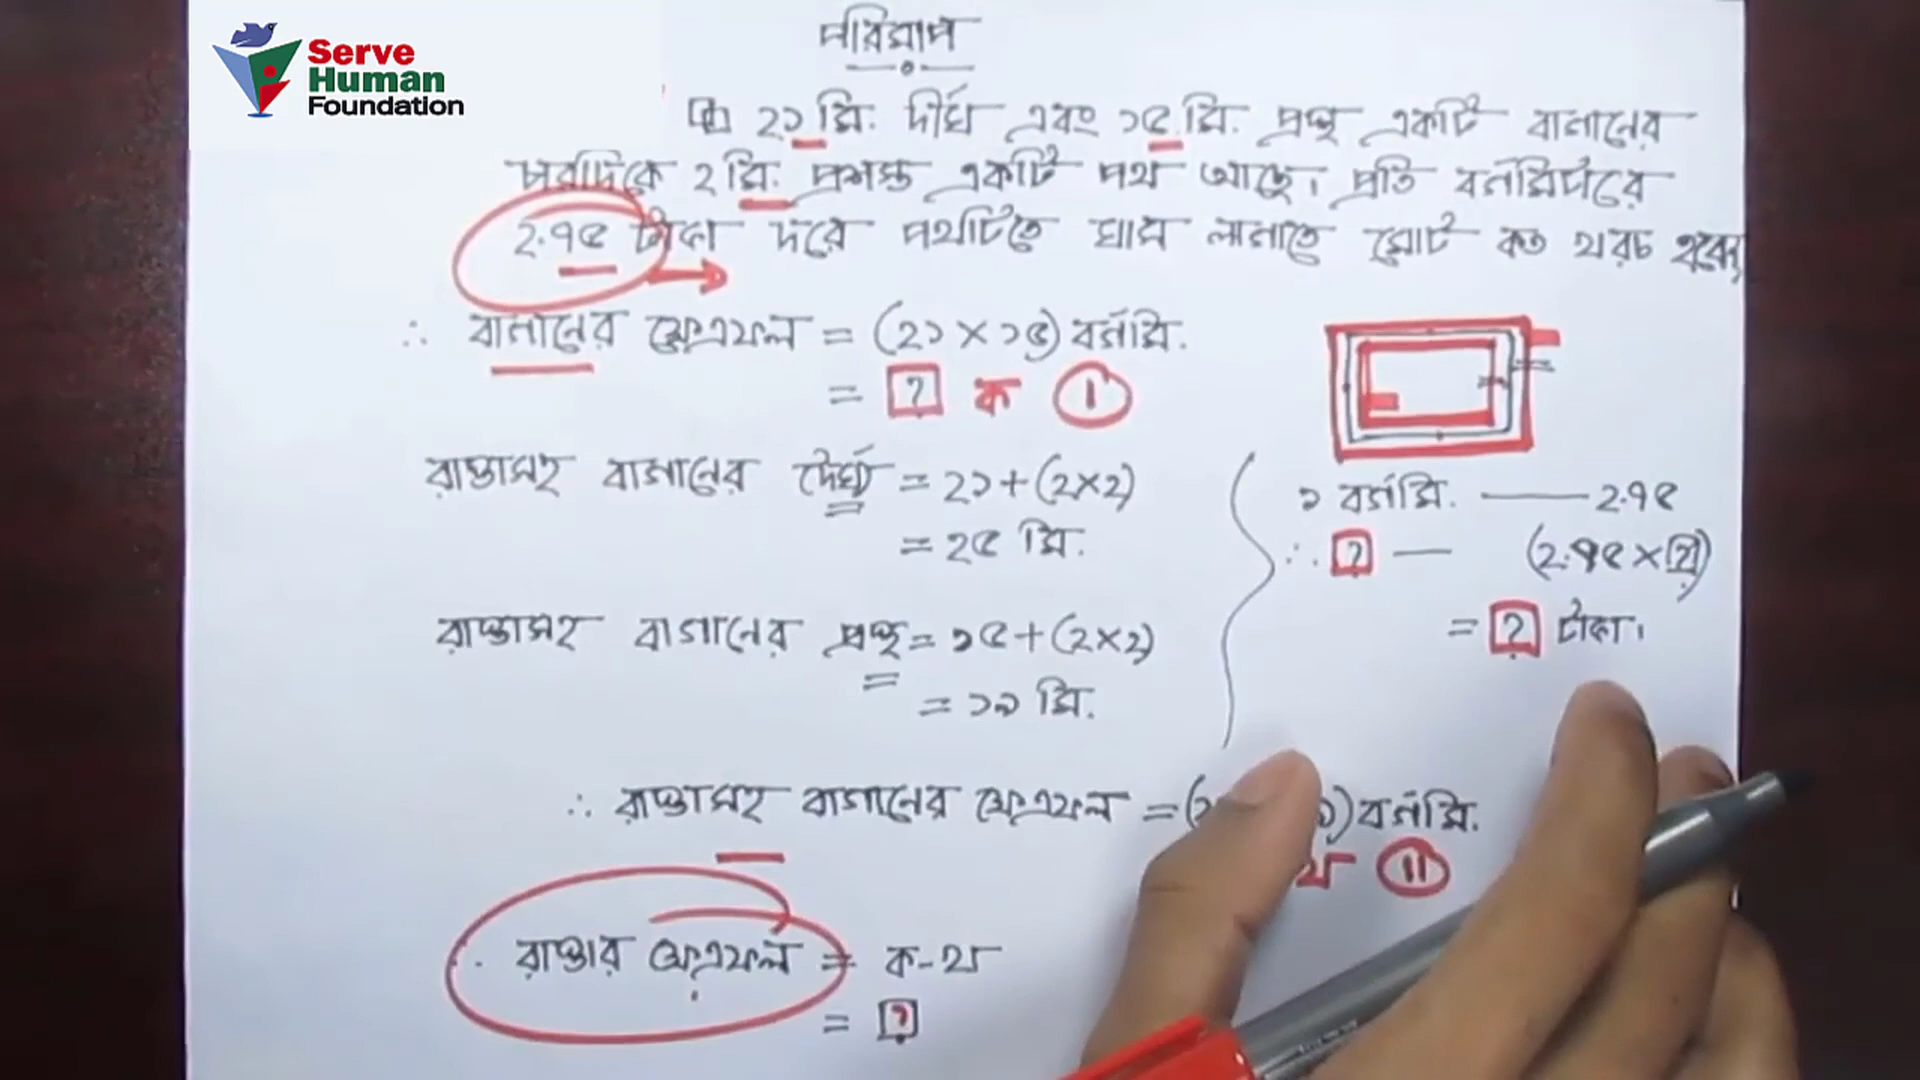 Serve
Human
Foundation
পরিমাপ
২১ মি. দীর্ঘ এবং ১৫ মি. প্রস্থ একটি বাগানের
চারদিকে ২ মি. প্রশস্ত একটি পথ আছে। প্রতি বর্গমিটারে
২.৭৫ টাকা দরে পথটিতে ঘাস লাগাতে মোট কত খরচ হবে?
∴ বাগানের ক্ষেত্রফল = (২১ × ১৫) বর্গমি.
= ? ক ।
রাস্তাসহ বাগানের দৈর্ঘ্য = ২১ + (২×২)
= ২৫ মি.
রাস্তাসহ বাগানের প্রস্থ = ১৫ + (২×২)
= ১৯ মি.
∴ রাস্তাসহ বাগানের ক্ষেত্রফল = ( ) বর্গমি.
খ ॥
∴ রাস্তার ক্ষেত্রফল = ক-খ
= ?
১ বর্গমি. — ২.৭৫
∴ ? — (২.৭৫ × ?)
= ? টাকা।